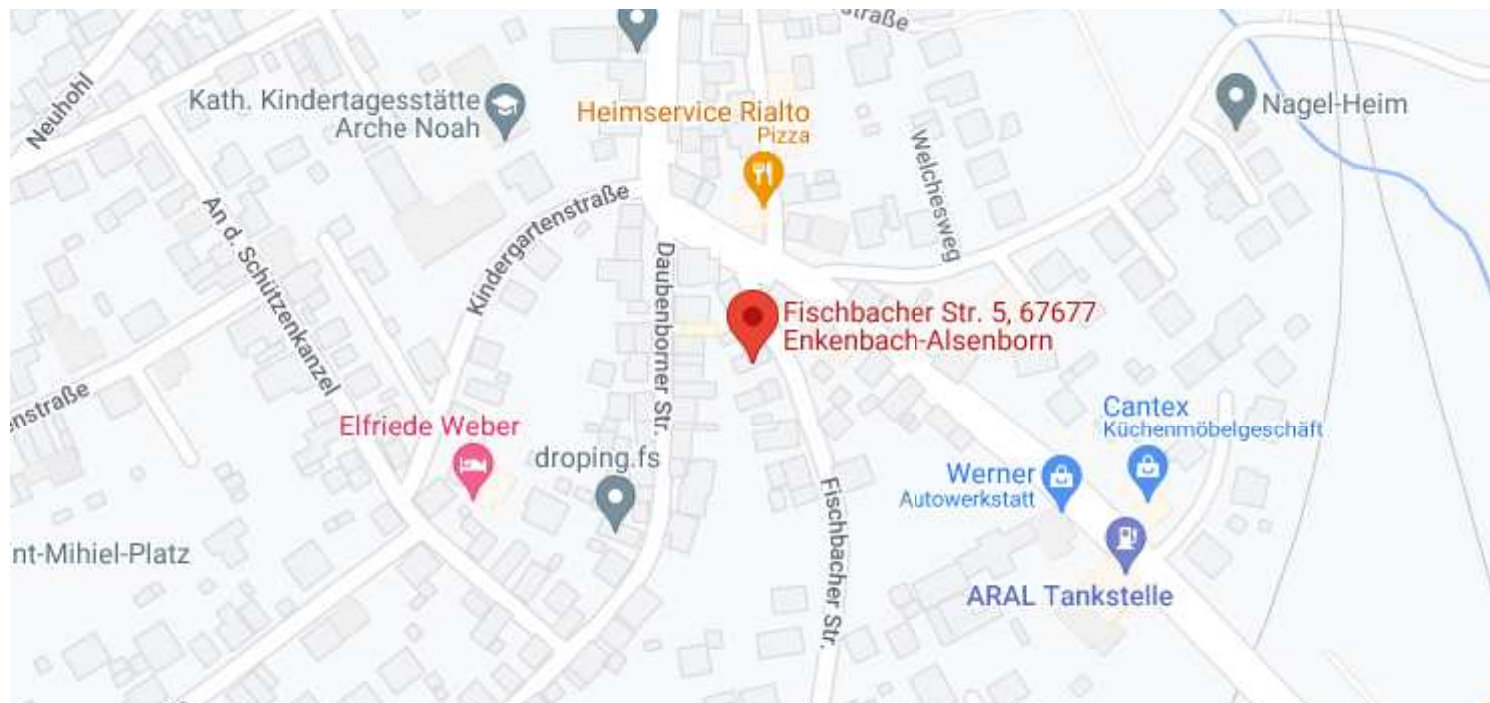 Neuhohl
Kath. Kindertagesstätte
Arche Noah
Heimservice Rialto
Pizza
Nagel-Heim
Welchesweg
An d. Schützenkanzel
Kindergartenstraße
Daubenborner Str.
Fischbacher Str. 5, 67677
Enkenbach-Alsenborn
enstraße
Elfriede Weber
droping.fs
Cantex
Küchenmöbelgeschäft
Werner
Autowerkstatt
Fischbacher Str.
nt-Mihiel-Platz
ARAL Tankstelle